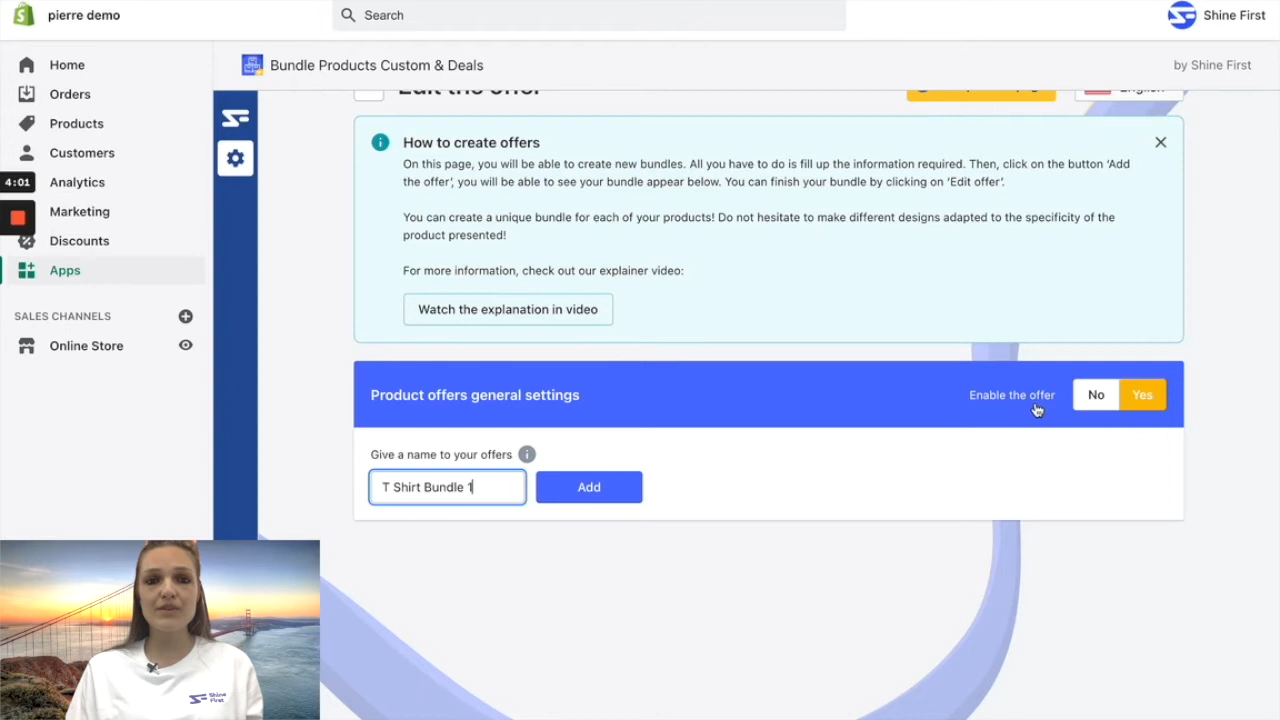 pierre demo
Search
Shine First
Home
Orders
Products
Customers
4:01
Analytics
Marketing
Discounts
Apps
SALES CHANNELS
Online Store
Bundle Products Custom & Deals
by Shine First
Edit the offer
English
How to create offers
On this page, you will be able to create new bundles. All you have to do is fill up the information required. Then, click on the button ‘Add
the offer’, you will be able to see your bundle appear below. You can finish your bundle by clicking on ‘Edit offer’.
You can create a unique bundle for each of your products! Do not hesitate to make different designs adapted to the specificity of the
product presented!
For more information, check out our explainer video:
Watch the explanation in video
Product offers general settings
Enable the offer
No
Yes
Give a name to your offers
T Shirt Bundle 1
Add
Shine
First